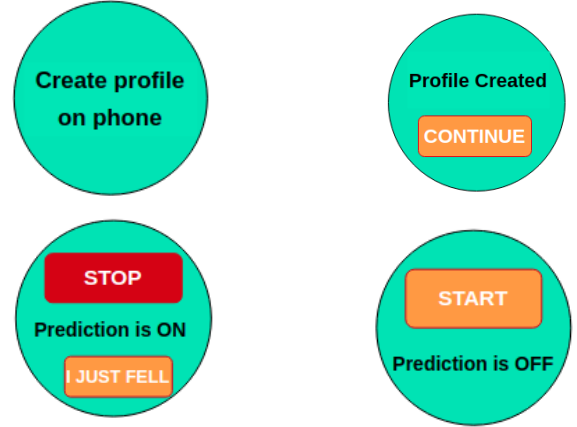 Create profile
on phone
Profile Created
CONTINUE
STOP
Prediction is ON
I JUST FELL
START
Prediction is OFF